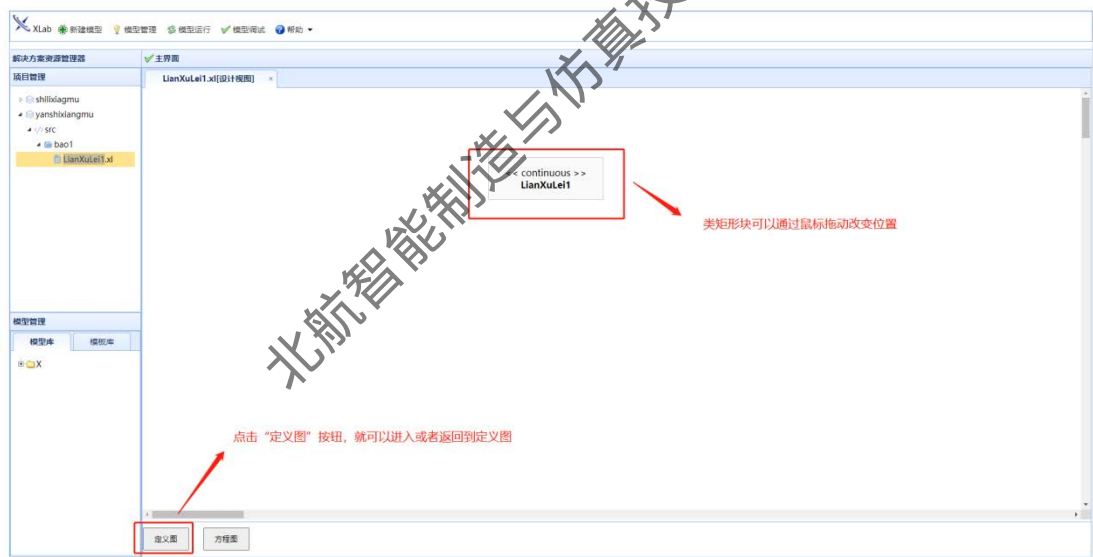 XLab 新建模型 模型管理 模型运行 模型调试 帮助
解决方案资源管理器
主界面
项目管理
LianXuLei1.xl[设计视图] ×
shilixiagmu
yanshixiangmu
src
bao1
LianXuLei1.xl
<< continuous >>
LianXuLei1
类矩形块可以通过鼠标拖动改变位置
模型管理
模型库 模板库
X
点击“定义图”按钮，就可以进入或者返回到定义图
定义图 方程图
北航智能制造与仿真技